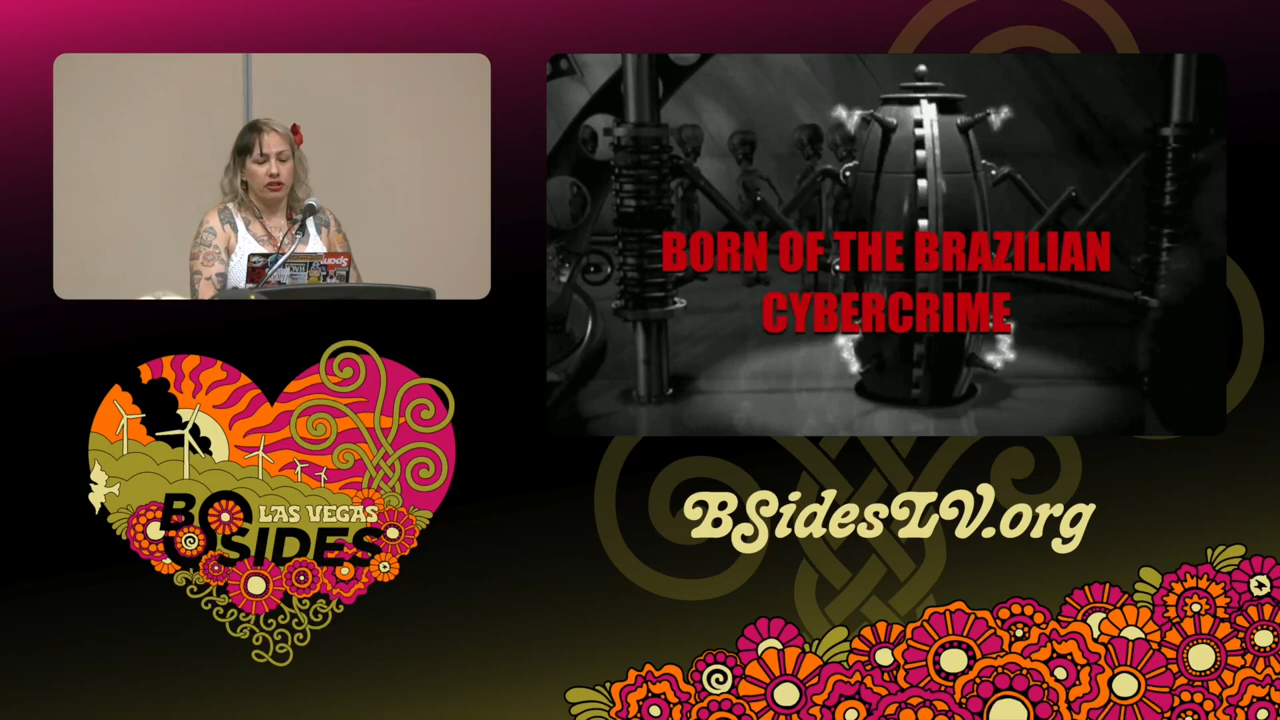 BORN OF THE BRAZILIAN
CYBERCRIME
BSidesLV.org
LAS VEGAS
BSIDES